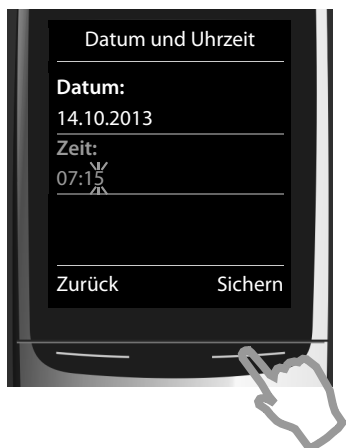 Datum und Uhrzeit
Datum:
14.10.2013
Zeit:
07:15
Zurück Sichern